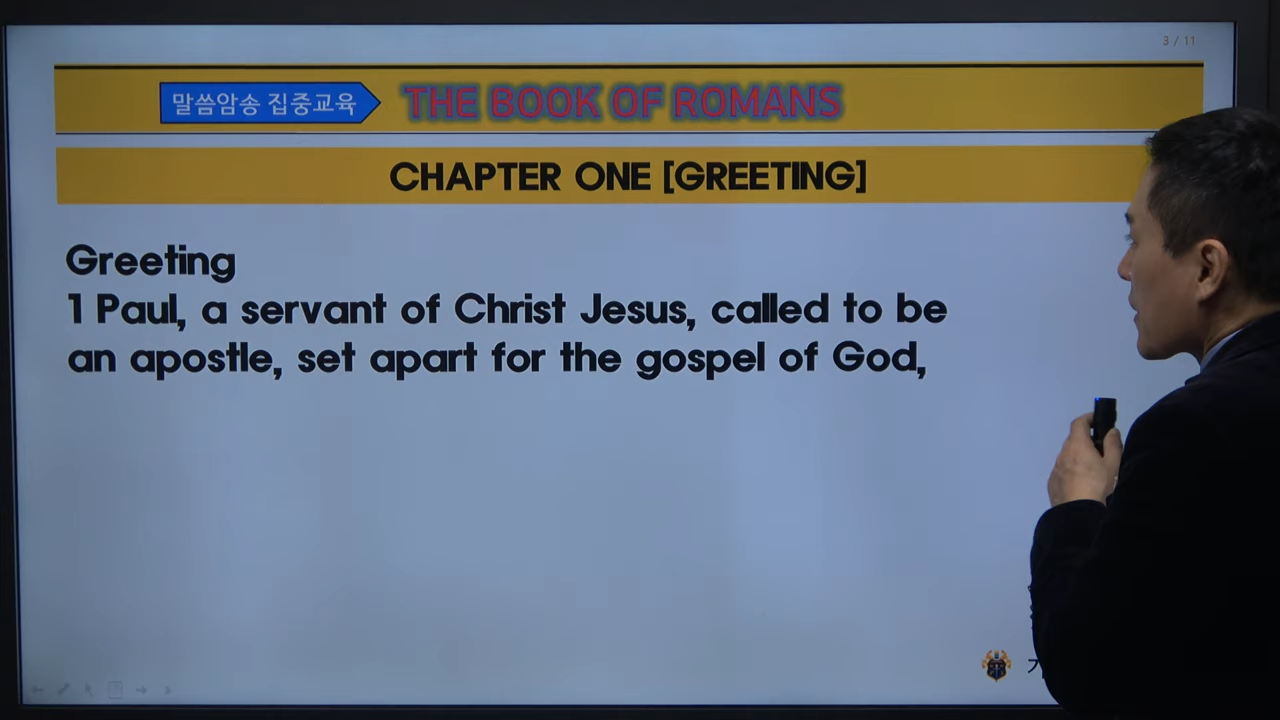 3 / 11
말씀암송 집중교육 THE BOOK OF ROMANS
CHAPTER ONE [GREETING]
Greeting
1 Paul, a servant of Christ Jesus, called to be
an apostle, set apart for the gospel of God,